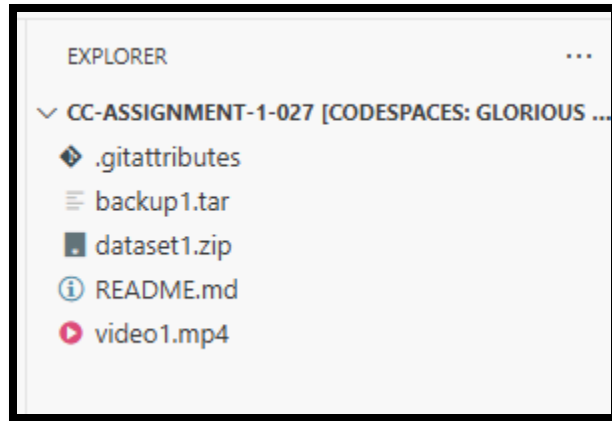 EXPLORER ...
CC-ASSIGNMENT-1-027 [CODESPACES: GLORIOUS ...
.gitattributes
backup1.tar
dataset1.zip
README.md
video1.mp4